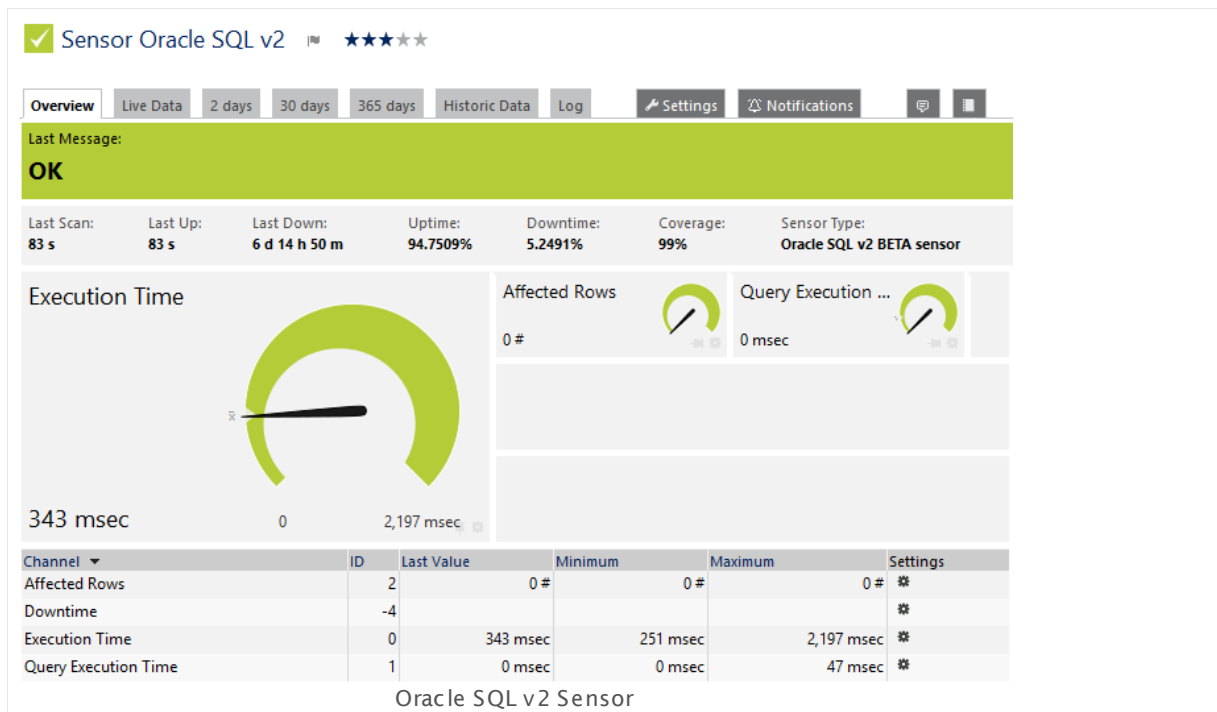 Sensor Oracle SQL v2
Overview Live Data 2 days 30 days 365 days Historic Data Log Settings Notifications
Last Message:
OK
Last Scan: Last Up: Last Down: Uptime: Downtime: Coverage: Sensor Type:
83 s 83 s 6 d 14 h 50 m 94.7509% 5.2491% 99% Oracle SQL v2 BETA sensor
Execution Time
343 msec
0 2,197 msec
Affected Rows
0 #
Query Execution ...
0 msec
Channel ID Last Value Minimum Maximum Settings
Affected Rows 2 0 # 0 # 0 #
Downtime -4
Execution Time 0 343 msec 251 msec 2,197 msec
Query Execution Time 1 0 msec 0 msec 47 msec
Oracle SQL v2 Sensor